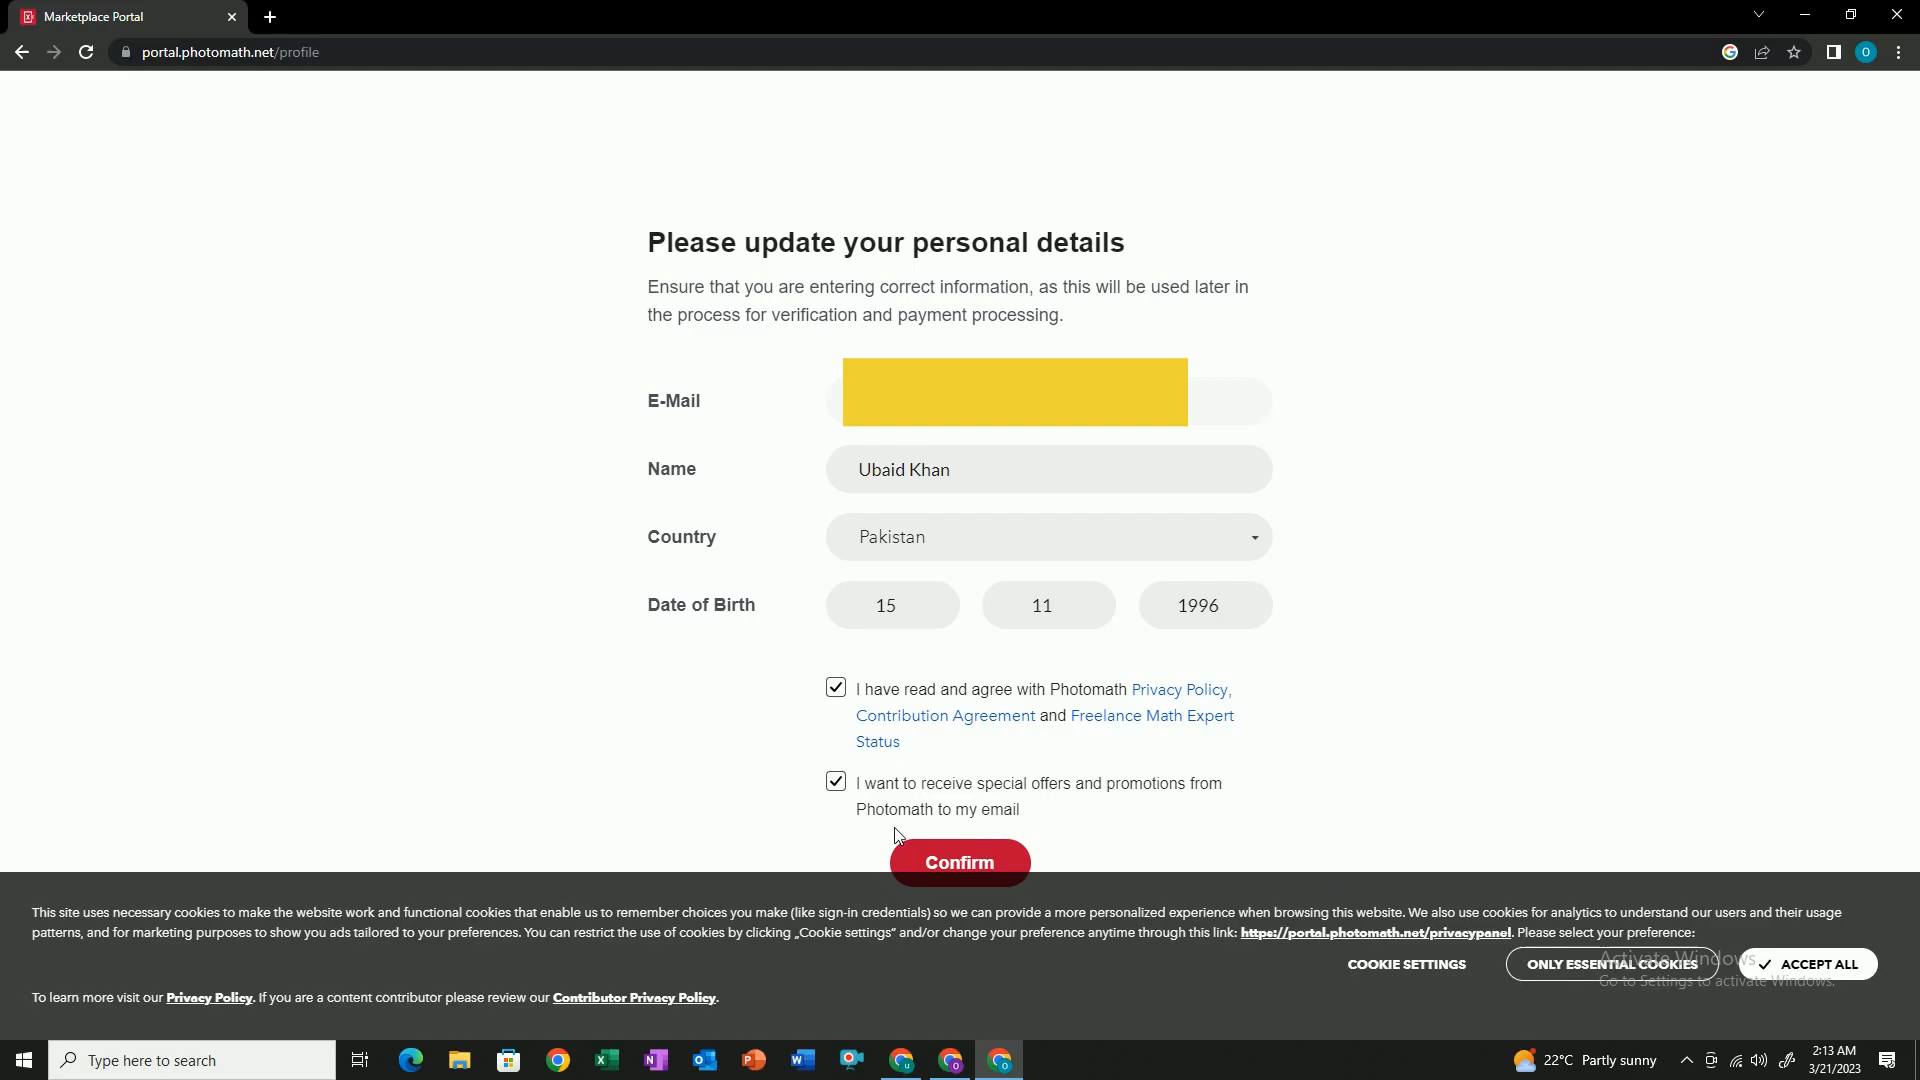 Marketplace Portal
portal.photomath.net/profile
O
Please update your personal details
Ensure that you are entering correct information, as this will be used later in
the process for verification and payment processing.
E-Mail
Name
Ubaid Khan
Country
Pakistan
Date of Birth
15
11
1996
I have read and agree with Photomath Privacy Policy,
Contribution Agreement and Freelance Math Expert
Status
I want to receive special offers and promotions from
Photomath to my email
Confirm
This site uses necessary cookies to make the website work and functional cookies that enable us to remember choices you make (like sign-in credentials) so we can provide a more personalized experience when browsing this website. We also use cookies for analytics to understand our users and their usage
patterns, and for marketing purposes to show you ads tailored to your preferences. You can restrict the use of cookies by clicking „Cookie settings" and/or change your preference anytime through this link: https://portal.photomath.net/privacypanel. Please select your preference:
COOKIE SETTINGS
ONLY ESSENTIAL COOKIES
ACCEPT ALL
Activate Windows
Go to Settings to activate Windows.
To learn more visit our Privacy Policy. If you are a content contributor please review our Contributor Privacy Policy.
Type here to search
22°C Partly sunny
2:13 AM
3/21/2023